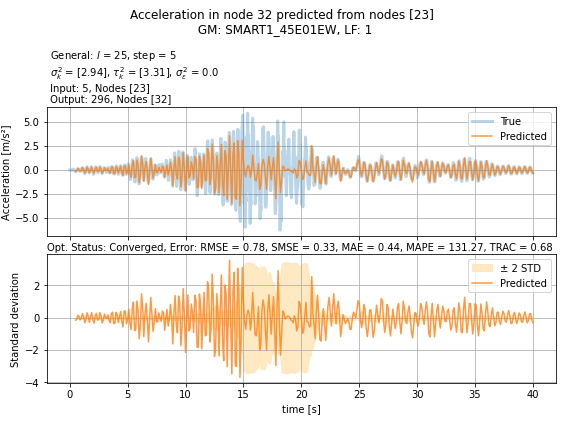 Acceleration in node 32 predicted from nodes [23]
GM: SMART1_45E01EW, LF: 1
General: l = 25, step = 5
σ²ₖ = [2.94], τ²ₖ = [3.31], σ²ε = 0.0
Input: 5, Nodes [23]
Output: 296, Nodes [32]
Acceleration [m/s²]
5.0
2.5
0.0
−2.5
−5.0
True
Predicted
Opt. Status: Converged, Error: RMSE = 0.78, SMSE = 0.33, MAE = 0.44, MAPE = 131.27, TRAC = 0.68
Standard deviation
2
0
−2
−4
± 2 STD
Predicted
0 5 10 15 20 25 30 35 40
time [s]